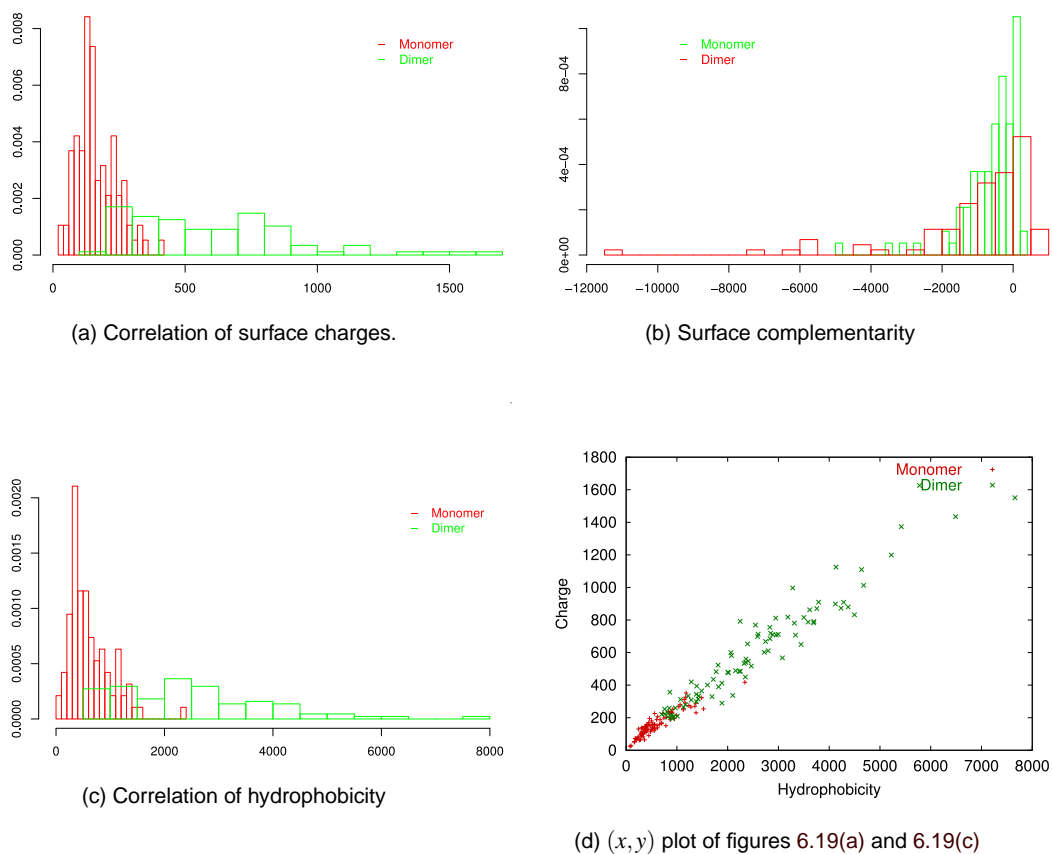 0.000 0.002 0.004 0.006 0.008
Monomer
Dimer
0 500 1000 1500
(a) Correlation of surface charges.
0e+00 4e−04 8e−04
Monomer
Dimer
−12000 −10000 −8000 −6000 −4000 −2000 0
(b) Surface complementarity
0.0000 0.0005 0.0010 0.0015 0.0020
Monomer
Dimer
0 2000 4000 6000 8000
(c) Correlation of hydrophobicity
1800
1600
1400
1200
1000
800
600
400
200
0
Charge
Monomer
Dimer
0 1000 2000 3000 4000 5000 6000 7000 8000
Hydrophobicity
(d) (x,y) plot of figures 6.19(a) and 6.19(c)